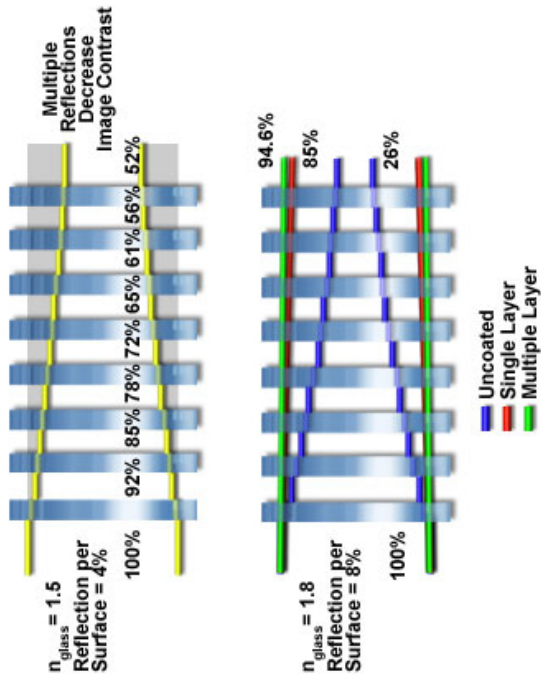 n glass = 1.5
Reflection per
Surface = 4%
100%
92%
85%
78%
72%
65%
61%
56%
52%
Multiple
Reflections
Decrease
Image Contrast
n glass = 1.8
Reflection per
Surface = 8%
100%
94.6%
85%
26%
Uncoated
Single Layer
Multiple Layer